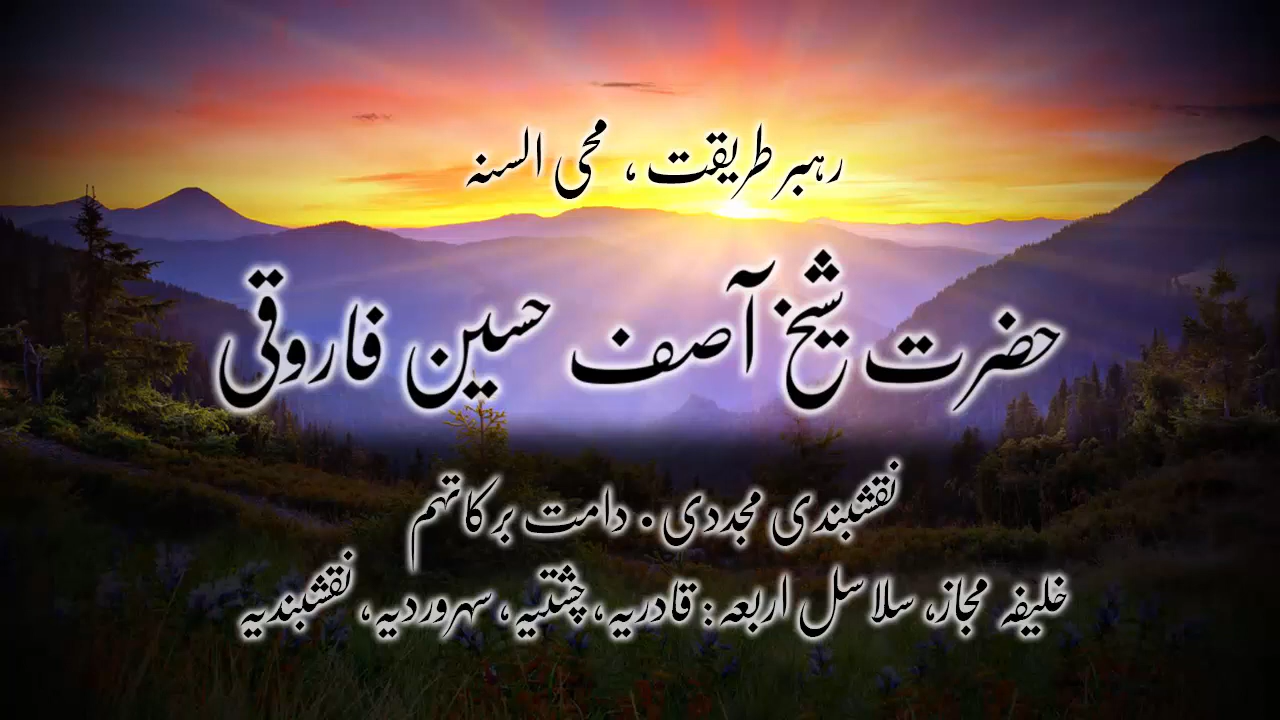 رہبر طریقت ، محی السنہ
حضرت شیخ آصف حسین فاروقی
نقشبندی مجددی . دامت برکاتہم
خلیفہ مجاز، سلاسل اربعہ: قادریہ، چشتیہ، سہروردیہ، نقشبندیہ